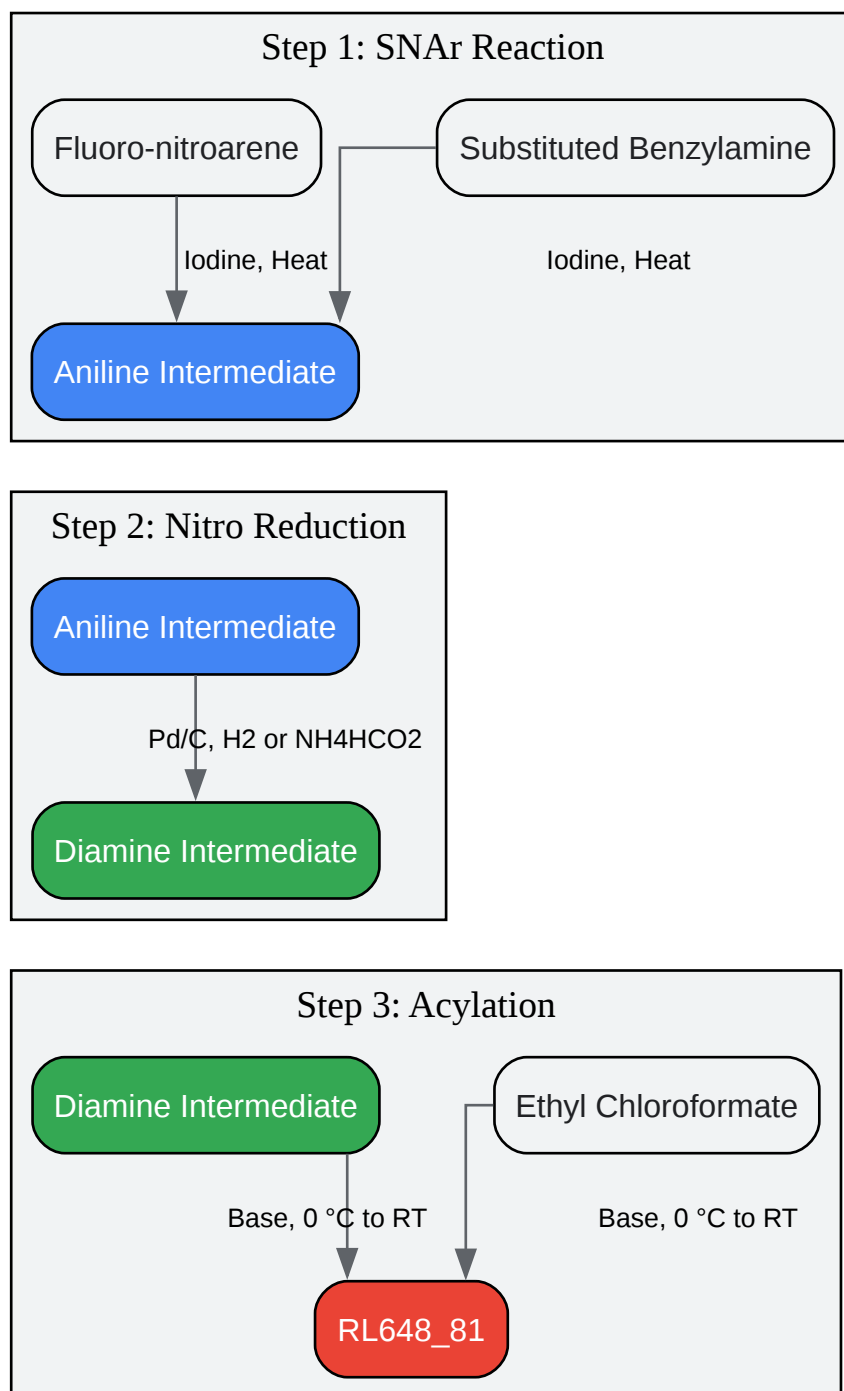 Step 1: SNAr Reaction
Fluoro-nitroarene
Substituted Benzylamine
Iodine, Heat
Iodine, Heat
Aniline Intermediate
Step 2: Nitro Reduction
Aniline Intermediate
Pd/C, H2 or NH4HCO2
Diamine Intermediate
Step 3: Acylation
Diamine Intermediate
Ethyl Chloroformate
Base, 0 °C to RT
Base, 0 °C to RT
RL648_81